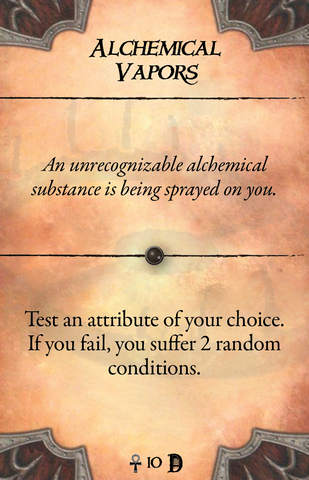 Alchemical
Vapors
An unrecognizable alchemical
substance is being sprayed on you.
Test an attribute of your choice.
If you fail, you suffer 2 random
conditions.
☥ 10 D